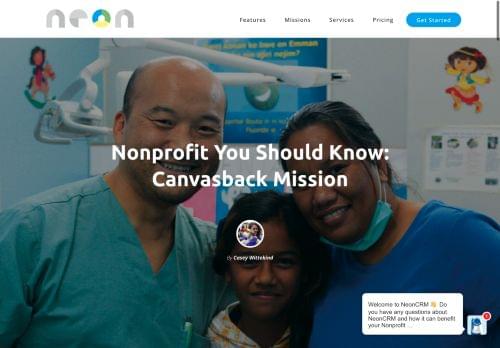 neon
Features
Missions
Services
Pricing
Get Started
Nonprofit You Should Know:
Canvasback Mission
By Casey Wittekind
Welcome to NeonCRM 👋 Do
you have any questions about
NeonCRM and how it can benefit
your Nonprofit ...
1